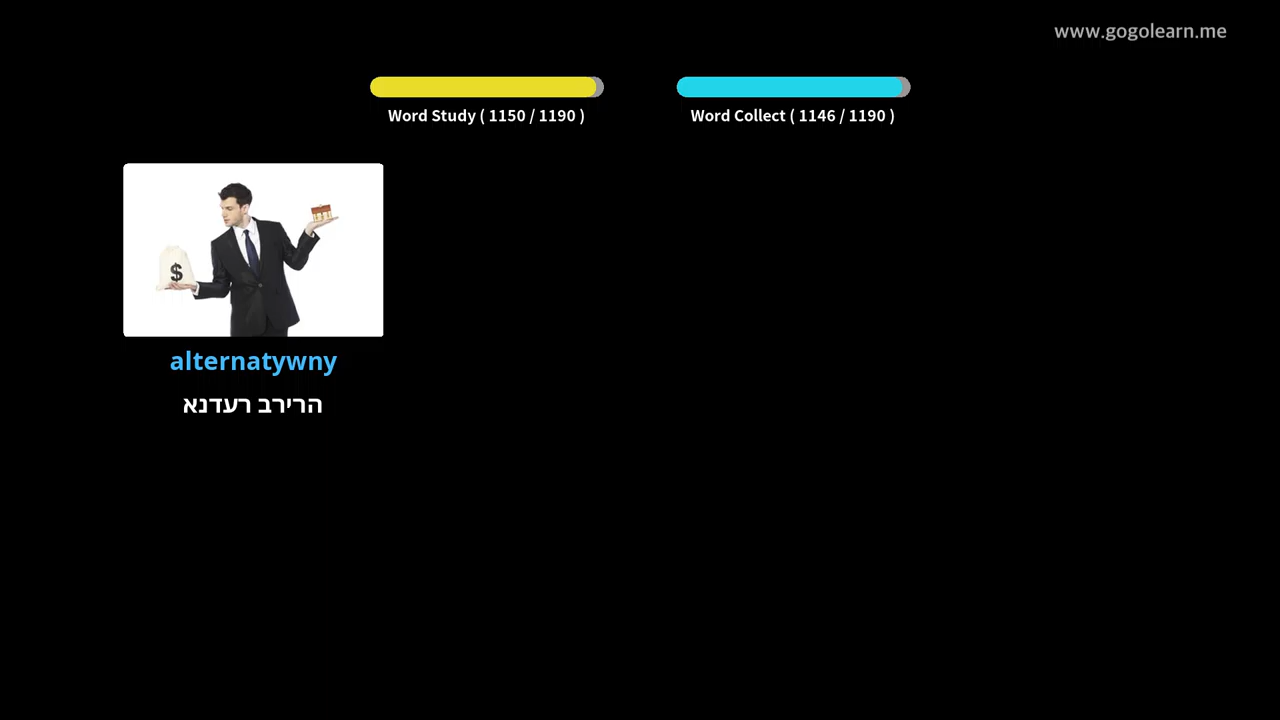 www.gogolearn.me
Word Study ( 1150 / 1190 )
Word Collect ( 1146 / 1190 )
alternatywny
הרירב רעדנא